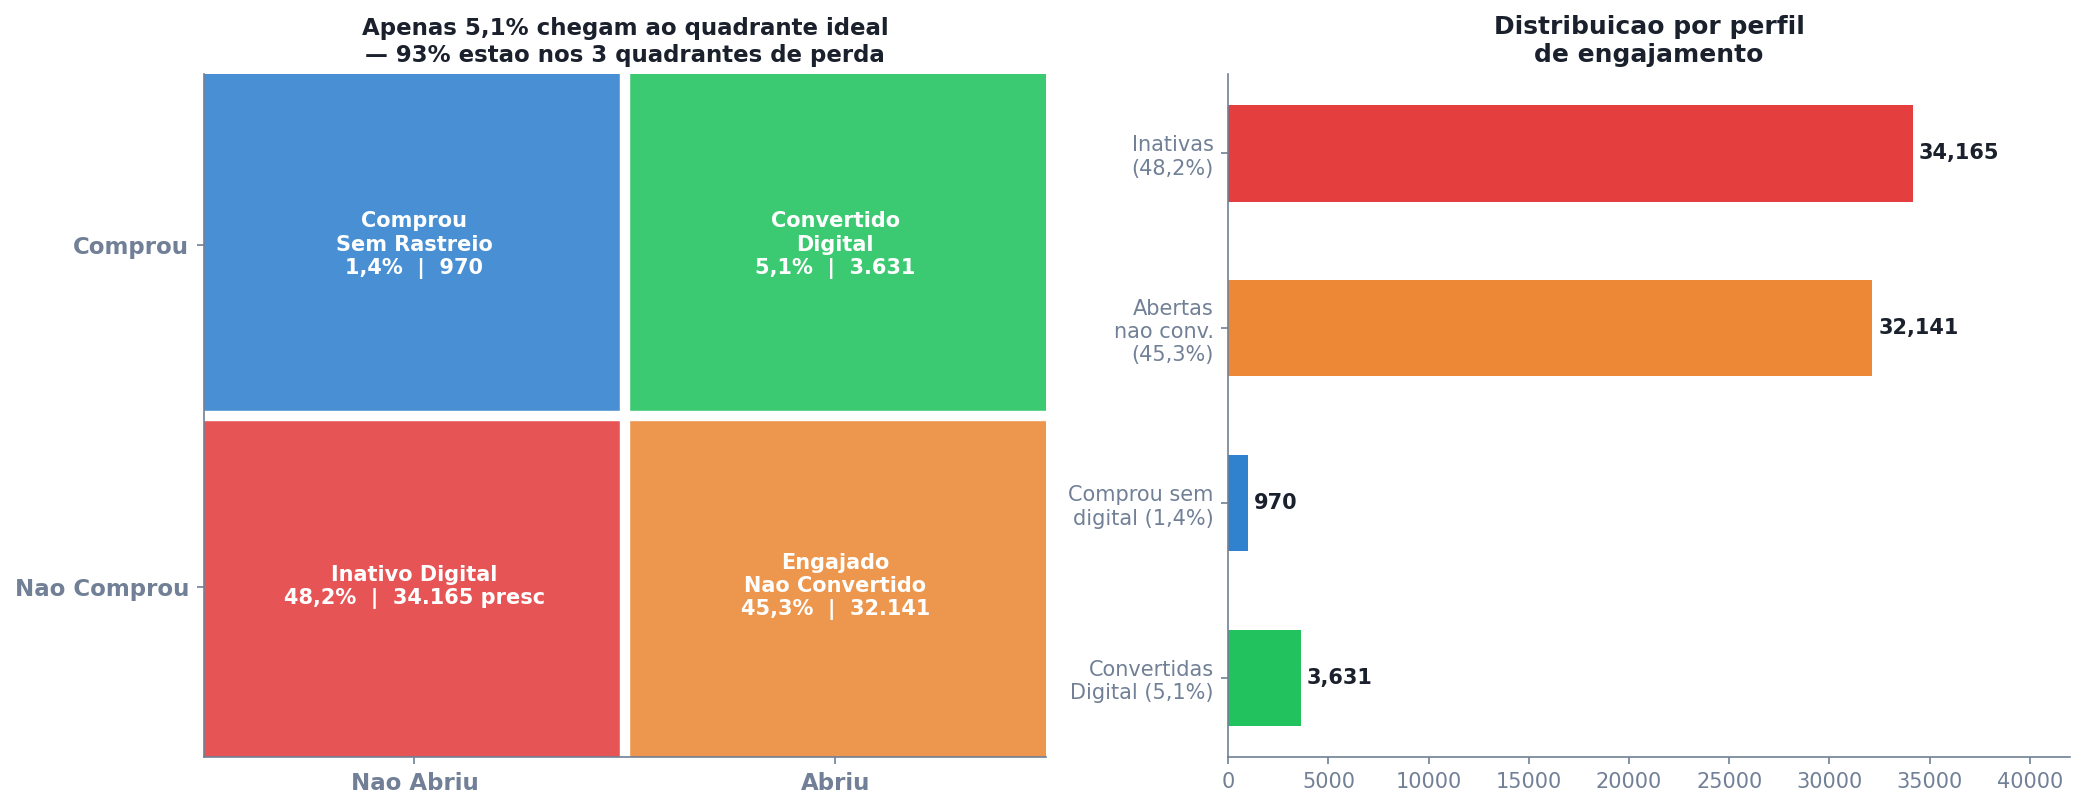 Apenas 5,1% chegam ao quadrante ideal
— 93% estao nos 3 quadrantes de perda
Comprou
Nao Comprou
Comprou
Sem Rastreio
1,4%  |  970
Convertido
Digital
5,1%  |  3.631
Inativo Digital
48,2%  |  34.165 presc
Engajado
Nao Convertido
45,3%  |  32.141
Nao Abriu
Abriu
Distribuicao por perfil
de engajamento
Inativas
(48,2%)
34,165
Abertas
nao conv.
(45,3%)
32,141
Comprou sem
digital (1,4%)
970
Convertidas
Digital (5,1%)
3,631
0 5000 10000 15000 20000 25000 30000 35000 40000